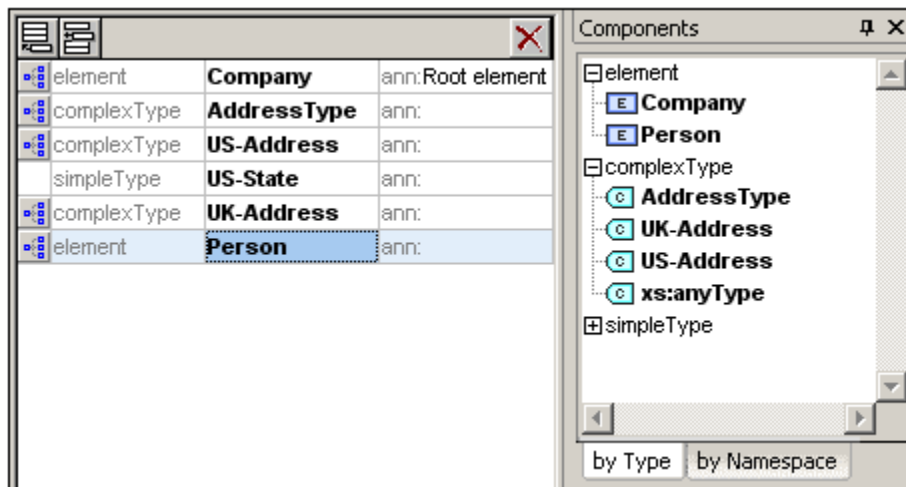 element Company ann:Root element
complexType AddressType ann:
complexType US-Address ann:
simpleType US-State ann:
complexType UK-Address ann:
element Person ann:
Components
element
E Company
E Person
complexType
C AddressType
C UK-Address
C US-Address
C xs:anyType
simpleType
by Type by Namespace